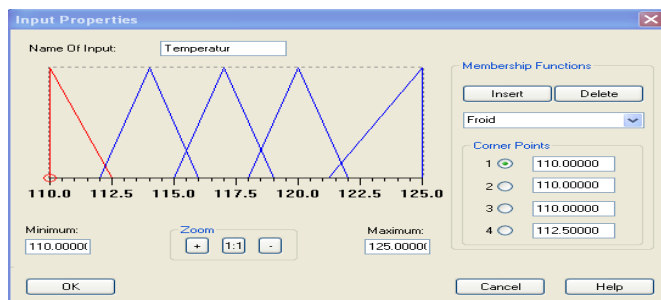 Input Properties
Name Of Input: Temperatur
110.0 112.5 115.0 117.5 120.0 122.5 125.0
Minimum:
110.0000(
Zoom
+ 1:1 -
Maximum:
125.0000(
Membership Functions
Insert Delete
Froid
Corner Points
1 110.00000
2 110.00000
3 110.00000
4 112.50000
OK Cancel Help